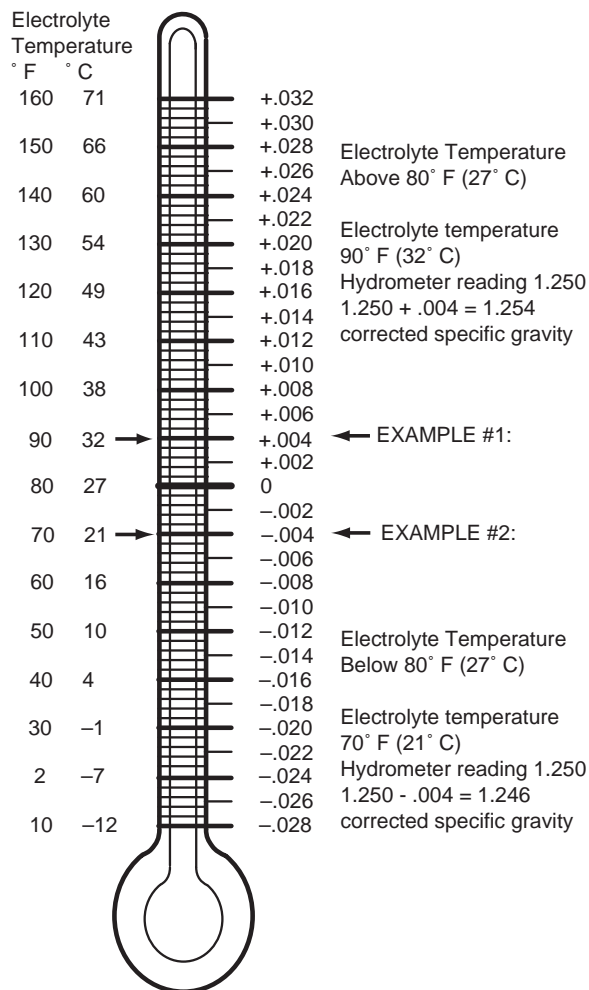 Electrolyte
Temperature
˚ F ˚ C
160 71 +.032
+.030
150 66 +.028
+.026
140 60 +.024
+.022
130 54 +.020
+.018
120 49 +.016
+.014
110 43 +.012
+.010
100 38 +.008
+.006
90 32 +.004 EXAMPLE #1:
+.002
80 27 0
–.002
70 21 –.004 EXAMPLE #2:
–.006
60 16 –.008
–.010
50 10 –.012
–.014
40 4 –.016
–.018
30 –1 –.020
–.022
2 –7 –.024
–.026
10 –12 –.028
Electrolyte Temperature
Above 80˚ F (27˚ C)
Electrolyte temperature
90˚ F (32˚ C)
Hydrometer reading 1.250
1.250 + .004 = 1.254
corrected specific gravity
Electrolyte Temperature
Below 80˚ F (27˚ C)
Electrolyte temperature
70˚ F (21˚ C)
Hydrometer reading 1.250
1.250 - .004 = 1.246
corrected specific gravity